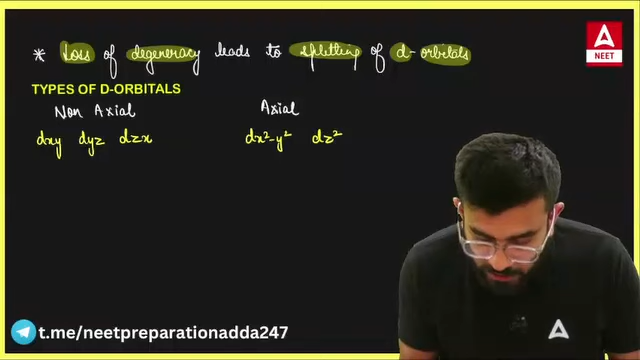 * Loss of degeneracy leads to splitting of d-orbitals
TYPES OF D-ORBITALS
Non Axial Axial
dxy dyz dzx dx²-y² dz²
A
NEET
A
t.me/neetpreparationadda247